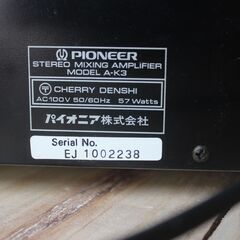 PIONEER
STEREO MIXING AMPLIFIER
MODEL A-K3
CHERRY DENSHI
AC100V 50/60Hz 57 Watts
パイオニア株式会社
Serial No.
EJ 1002238